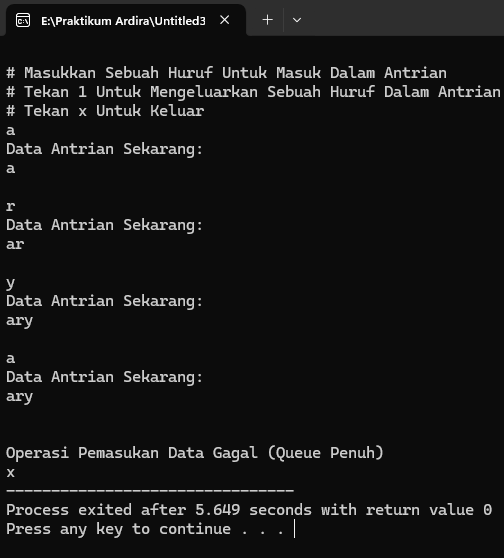 E:\Praktikum Ardira\Untitled3
# Masukkan Sebuah Huruf Untuk Masuk Dalam Antrian
# Tekan 1 Untuk Mengeluarkan Sebuah Huruf Dalam Antrian
# Tekan x Untuk Keluar
a
Data Antrian Sekarang:
a
r
Data Antrian Sekarang:
ar
y
Data Antrian Sekarang:
ary
a
Data Antrian Sekarang:
ary
Operasi Pemasukan Data Gagal (Queue Penuh)
x
--------------------------------
Process exited after 5.649 seconds with return value 0
Press any key to continue . . .